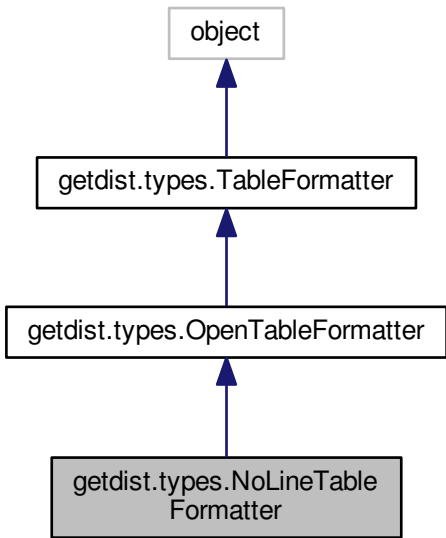 object
getdist.types.TableFormatter
getdist.types.OpenTableFormatter
getdist.types.NoLineTable
Formatter